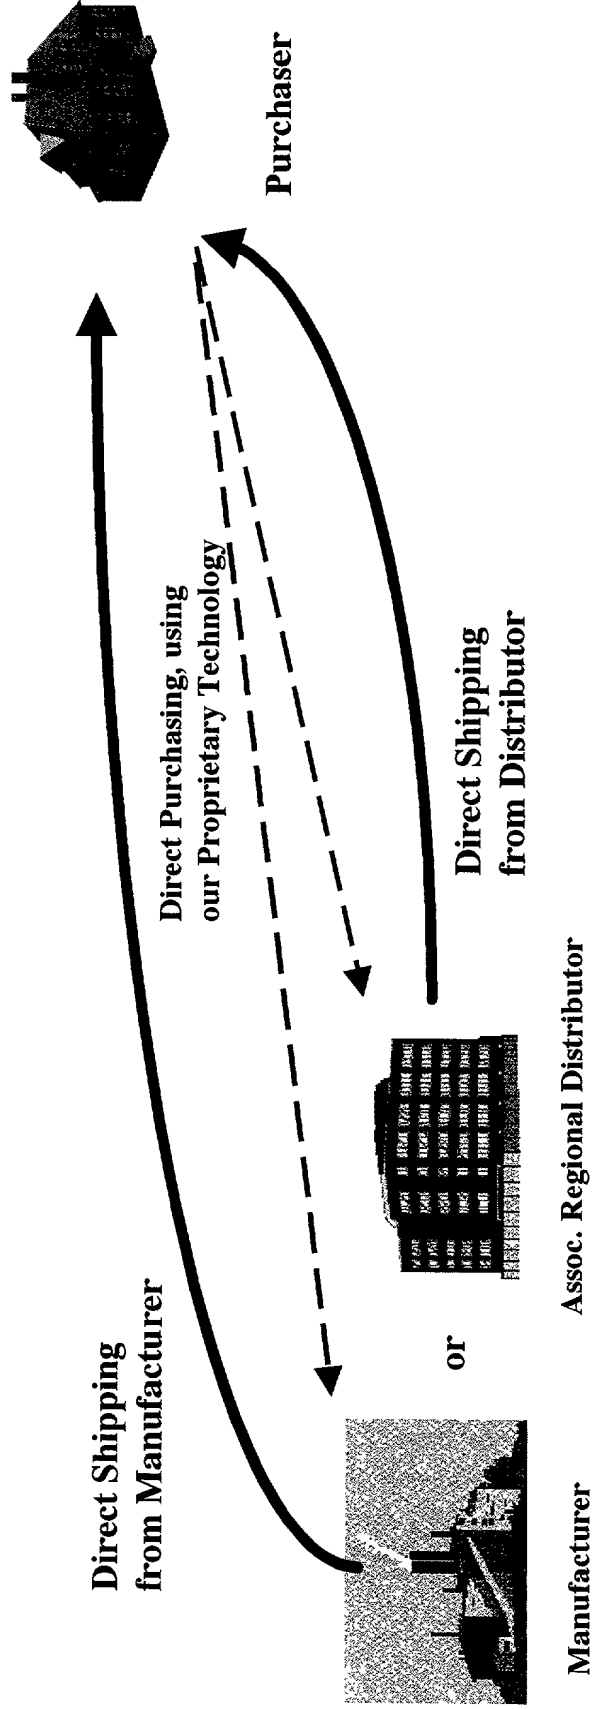 Direct Shipping
from Manufacturer
Direct Purchasing, using
our Proprietary Technology
Purchaser
Direct Shipping
from Distributor
or
Manufacturer
Assoc. Regional Distributor